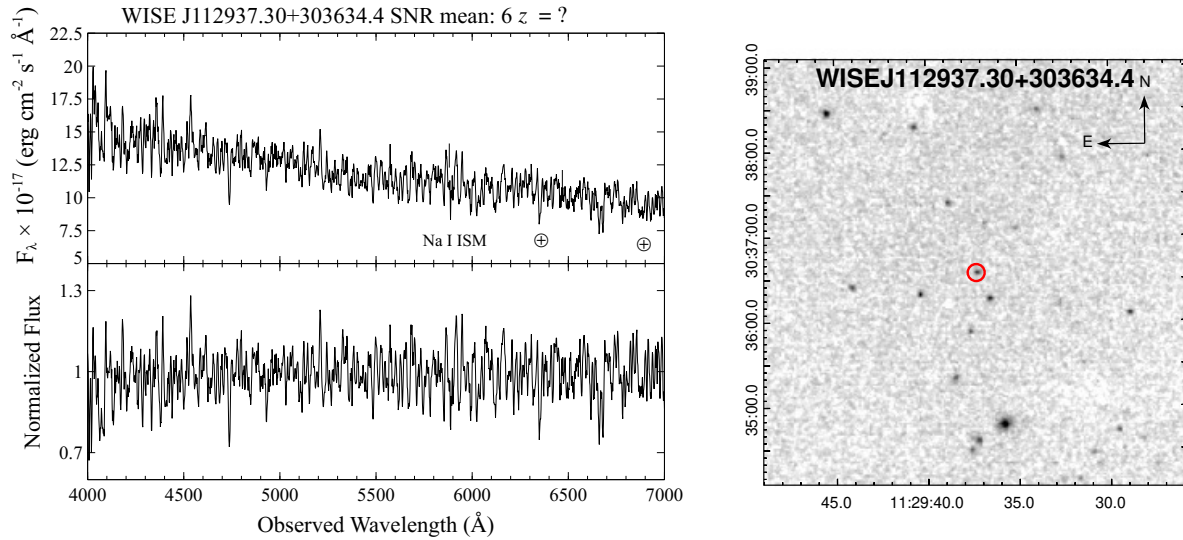 WISE J112937.30+303634.4 SNR mean: 6 z = ?
22.5
20
17.5
15
12.5
10
7.5
5
F_λ × 10⁻¹⁷ (erg cm⁻² s⁻¹ Å⁻¹)
Na I ISM
⊕
⊕
1.3
1
0.7
Normalized Flux
4000 4500 5000 5500 6000 6500 7000
Observed Wavelength (Å)
WISEJ112937.30+303634.4
N
E
39:00.0
38:00.0
30:37:00.0
36:00.0
35:00.0
45.0 11:29:40.0 35.0 30.0